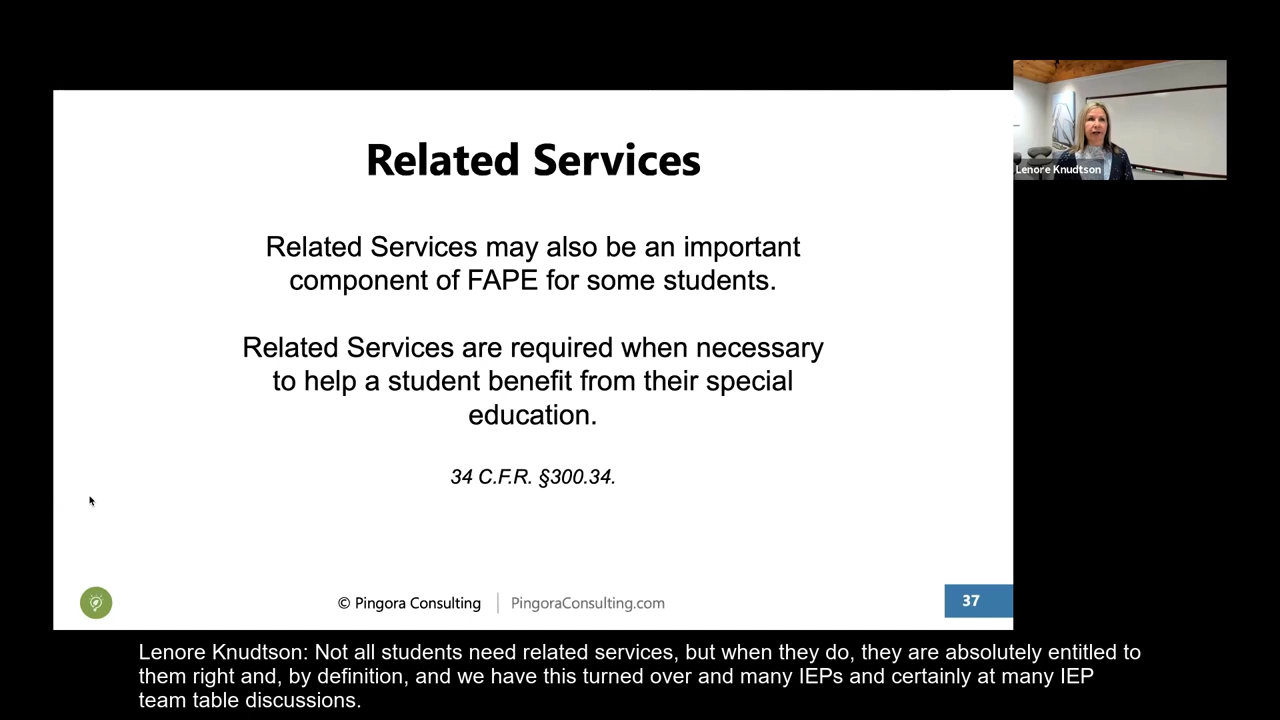 Related Services
Related Services may also be an important
component of FAPE for some students.
Related Services are required when necessary
to help a student benefit from their special
education.
34 C.F.R. §300.34.
© Pingora Consulting
PingoraConsulting.com
37
Lenore Knudtson
Lenore Knudtson: Not all students need related services, but when they do, they are absolutely entitled to
them right and, by definition, and we have this turned over and many IEPs and certainly at many IEP
team table discussions.